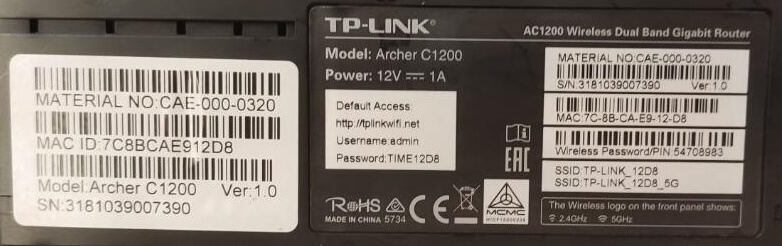 MATERIAL NO:CAE-000-0320
MAC ID:7C8BCAE912D8
Model:Archer C1200 Ver:1.0
SN:3181039007390
TP-LINK®
AC1200 Wireless Dual Band Gigabit Router
Model: Archer C1200
Power: 12V ⎓ 1A
Default Access:
http://tplinkwifi.net
Username:admin
Password:TIME12D8
MATERIAL NO:CAE-000-0320
S/N:3181039007390 Ver:1.0
MAC:7C-8B-CA-E9-12-D8
Wireless Password/PIN:54708983
SSID:TP-LINK_12D8
SSID:TP-LINK_12D8_5G
EAC
RoHS
MADE IN CHINA 5734
CE
MCMC
The Wireless logo on the front panel shows:
2.4GHz 5GHz